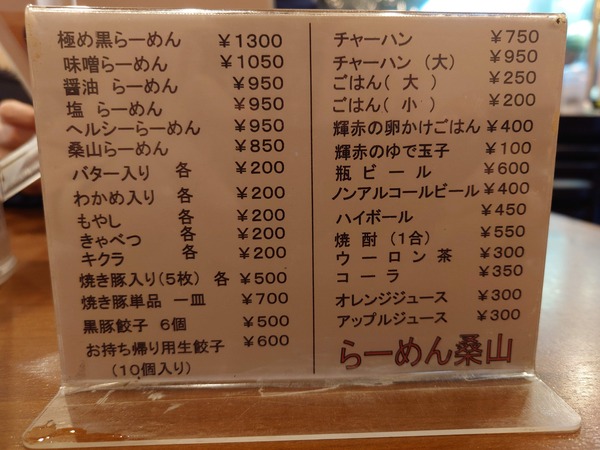 極め黒らーめん ￥1300
味噌らーめん ￥1050
醤油 らーめん ￥950
塩 らーめん ￥950
ヘルシーらーめん ￥950
桑山らーめん ￥850
バター入り 各 ￥200
わかめ入り 各 ￥200
もやし 各 ￥200
きゃべつ 各 ￥200
キクラ 各 ￥200
焼き豚入り(5枚) 各 ￥500
焼き豚単品 一皿 ￥700
黒豚餃子 6個 ￥500
お持ち帰り用生餃子 ￥600
(10個入り)
チャーハン ￥750
チャーハン (大) ￥950
ごはん( 大 ) ￥250
ごはん( 小 ) ￥200
輝赤の卵かけごはん ￥400
輝赤のゆで玉子 ￥100
瓶 ビ ー ル ￥600
ノンアルコールビール ￥400
ハイボール ￥450
焼 酎 (1合) ￥550
ウ ー ロ ン 茶 ￥300
コ ー ラ ￥350
オレンジジュース ￥300
アップルジュース ￥300
らーめん桑山